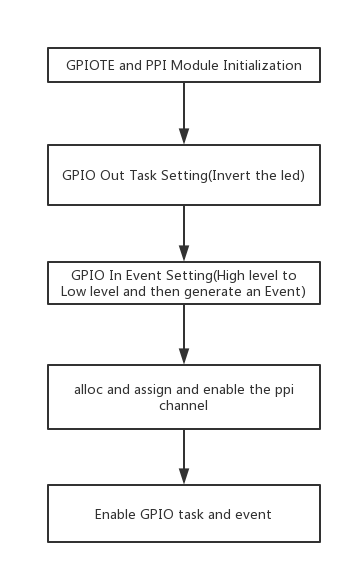 GPIOTE and PPI Module Initialization
GPIO Out Task Setting(Invert the led)
GPIO In Event Setting(High level to
Low level and then generate an Event)
alloc and assign and enable the ppi
channel
Enable GPIO task and event